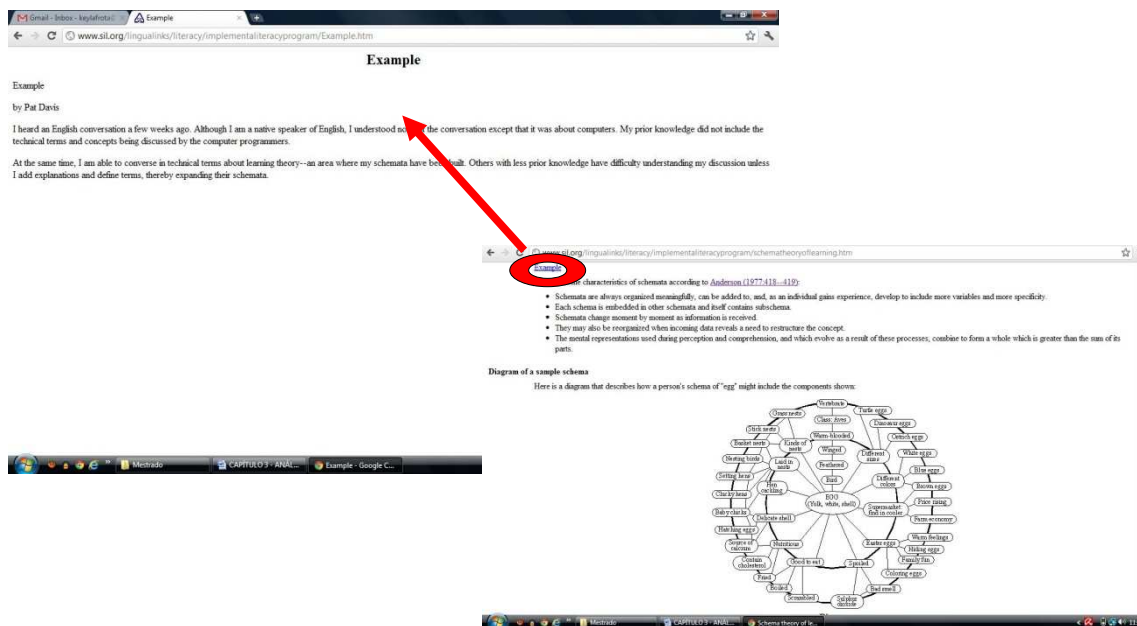 Gmail - Inbox - keylafrota
Example
www.sil.org/lingualinks/literacy/implementaliteracyprogram/Example.htm
Example
Example
by Pat Davis
I heard an English conversation a few weeks ago. Although I am a native speaker of English, I understood the conversation except that it was about computers. My prior knowledge did not include the
technical terms and concepts being discussed by the computer programmers.
At the same time, I am able to converse in technical terms about learning theory--an area where my schemata have been built. Others with less prior knowledge have difficulty understanding my discussion unless
I add explanations and define terms, thereby expanding their schemata.
Mestrado
CAPÍTULO 3 - ANÁL...
Example - Google C...
www.sil.org/lingualinks/literacy/implementaliteracyprogram/schematheoryoflearning.htm
Example
characteristics of schemata according to Anderson (1977:418—419):
• Schemata are always organized meaningfully, can be added to, and, as an individual gains experience, develop to include more variables and more specificity.
• Each schema is embedded in other schemata and itself contains subschema.
• Schemata change moment by moment as information is received.
• They may also be reorganized when incoming data reveals a need to restructure the concept.
• The mental representations used during perception and comprehension, and which evolve as a result of these processes, combine to form a whole which is greater than the sum of its
parts.
Diagram of a sample schema
Here is a diagram that describes how a person's schema of "egg" might include the components shown:
Vertebrate
Grass nests
Turtle eggs
Class: Aves
Dinosaur eggs
Stick nests
Warm-blooded
Ostrich eggs
Basket nests
Kinds of
nests
Winged
Different
sizes
White eggs
Nesting birds
Laid in
nests
Feathered
Blue eggs
Setting hens
Hen
cackling
Bird
Different
colors
Brown eggs
Clucky hens
EGG
(Yolk, white, shell)
Supermarket
find in cooler
Price rising
Baby chicks
Delicate shell
Farm economy
Hatching eggs
Warm feelings
Source of
calcium
Nutritious
Easter eggs
Hiding eggs
Contain
cholesterol
Good to eat
Spoiled
Family fun
Fried
Coloring eggs
Boiled
Bad smell
Scrambled
Sulphur
dioxide
Mestrado
CAPÍTULO 3 - ANÁL...
Schema theory of le...